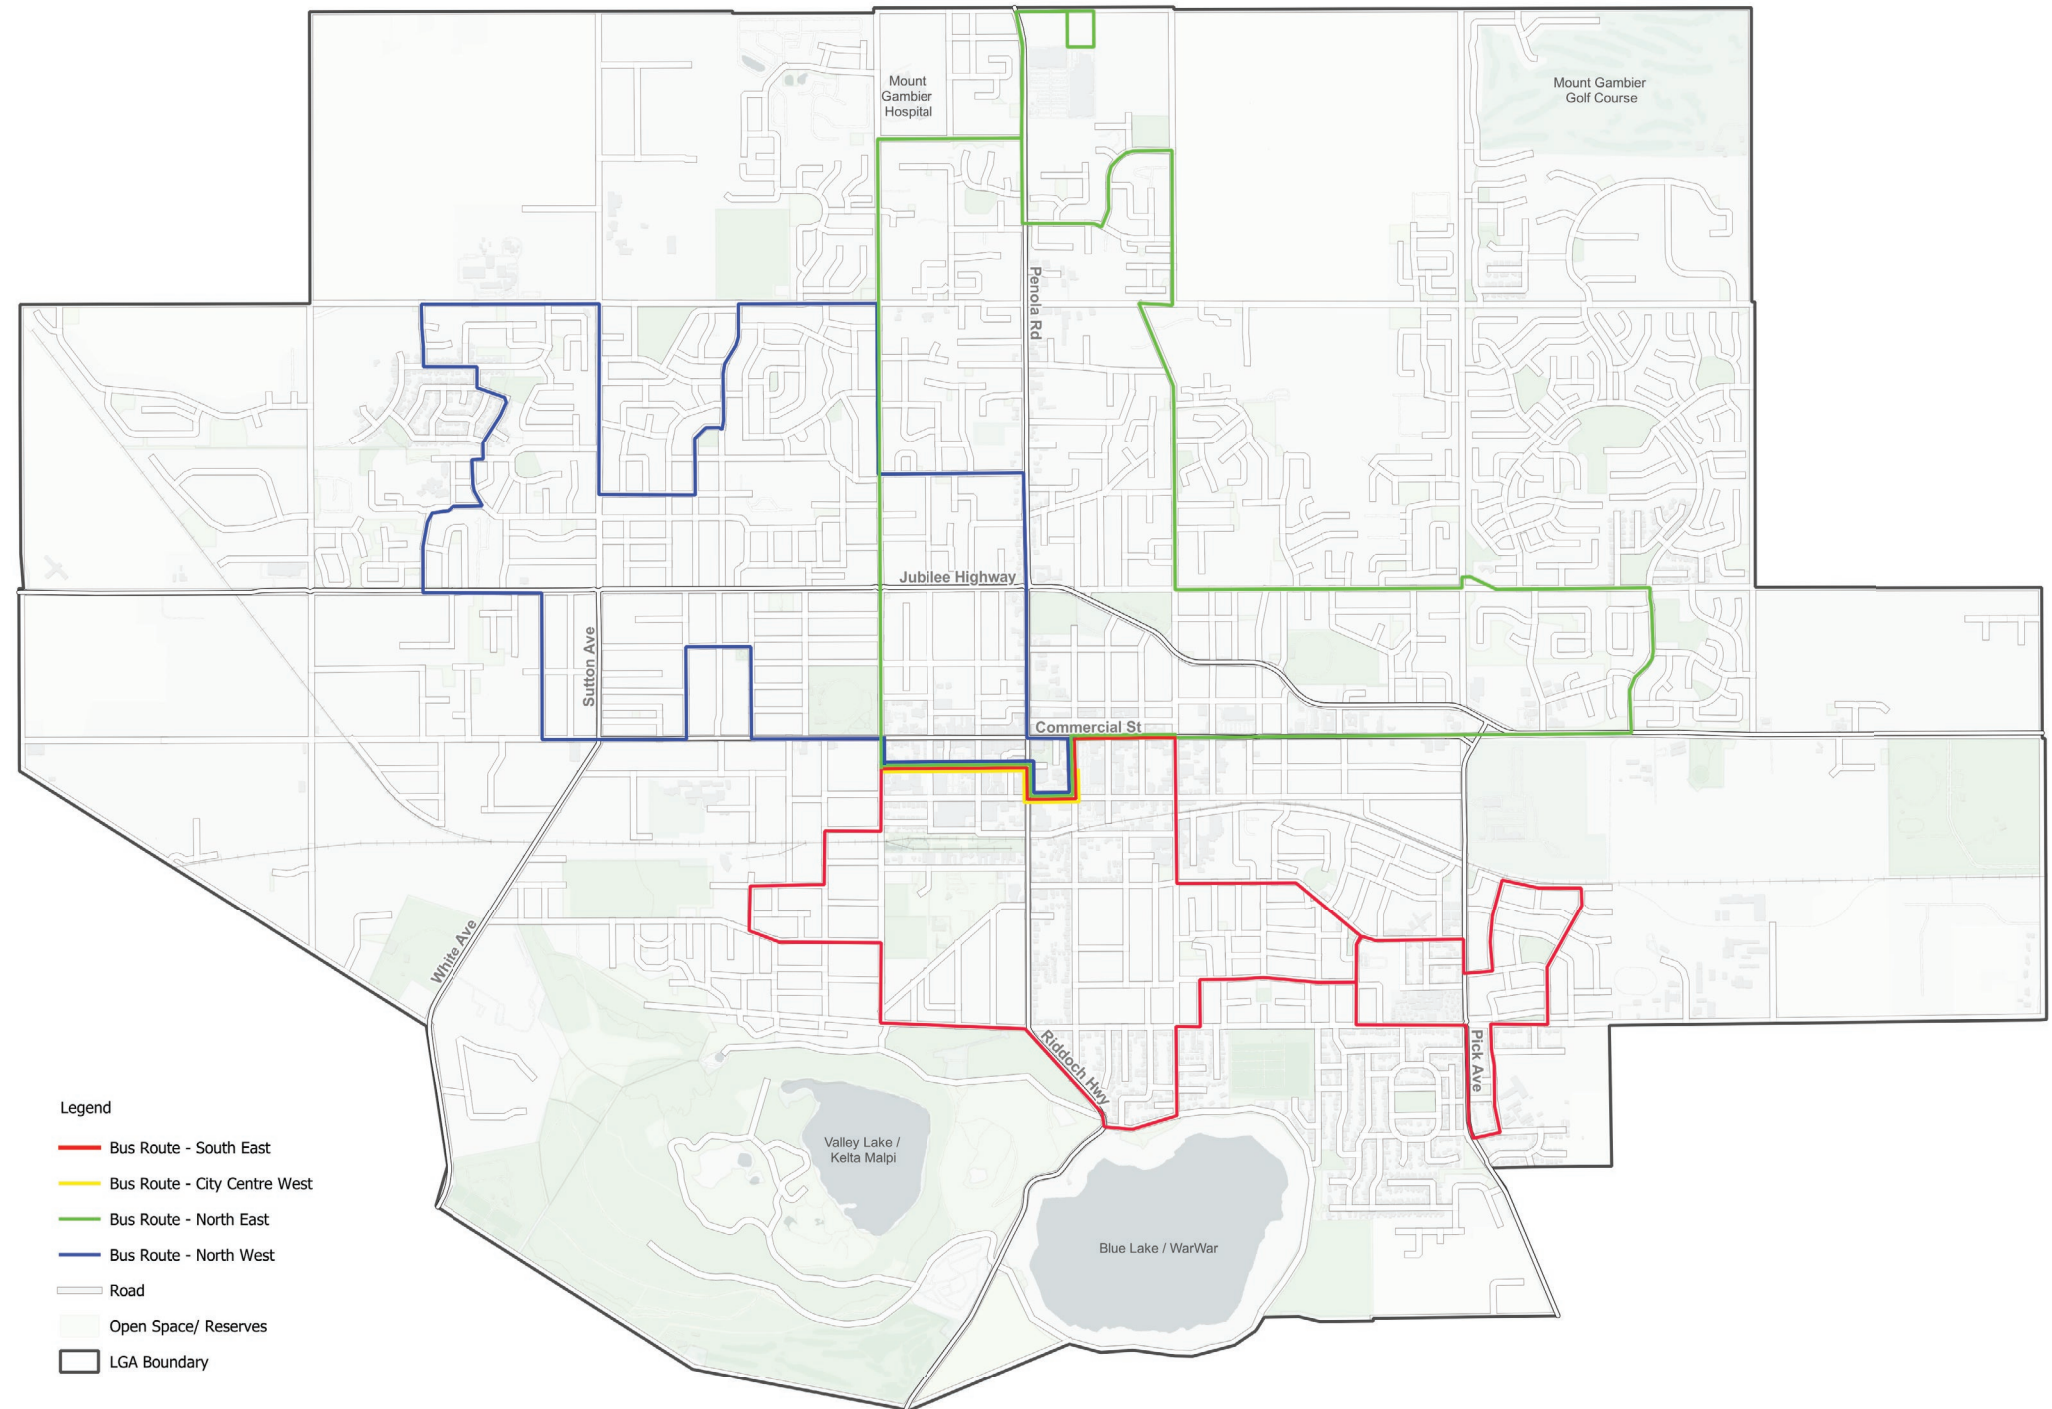 Mount
Gambier
Hospital
Mount Gambier
Golf Course
Penola Rd
Jubilee Highway
Sutton Ave
Commercial St
White Ave
Riddoch Hwy
Pick Ave
Valley Lake /
Kelta Malpi
Blue Lake / WarWar
Legend
Bus Route - South East
Bus Route - City Centre West
Bus Route - North East
Bus Route - North West
Road
Open Space/ Reserves
LGA Boundary